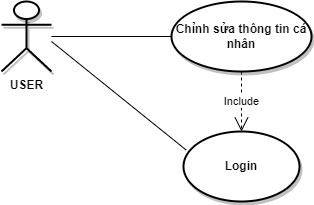 Chỉnh sửa thông tin cá
nhân
USER
Include
Login